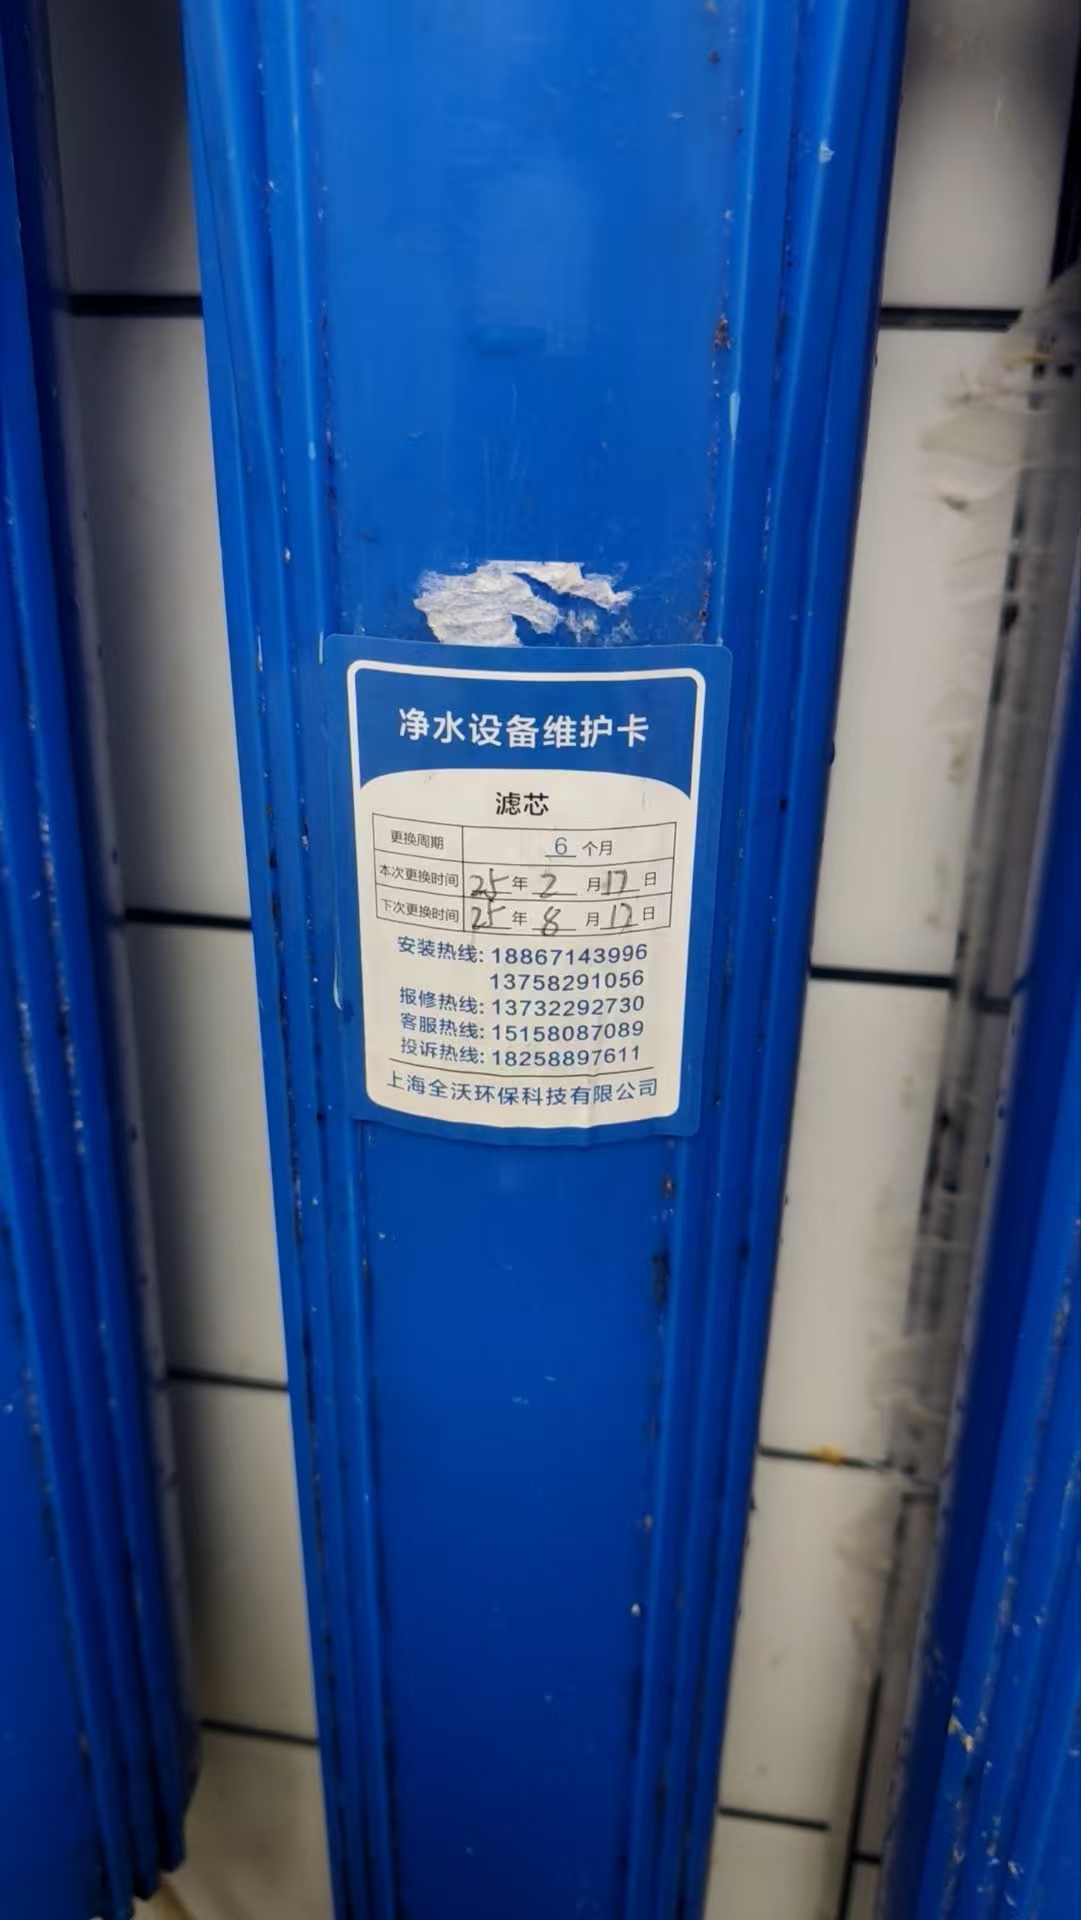 净水设备维护卡
滤芯
更换周期 6 个月
本次更换时间 25 年 2 月 17 日
下次更换时间 25 年 8 月 17 日
安装热线: 18867143996
13758291056
报修热线: 13732292730
客服热线: 15158087089
投诉热线: 18258897611
上海全沃环保科技有限公司